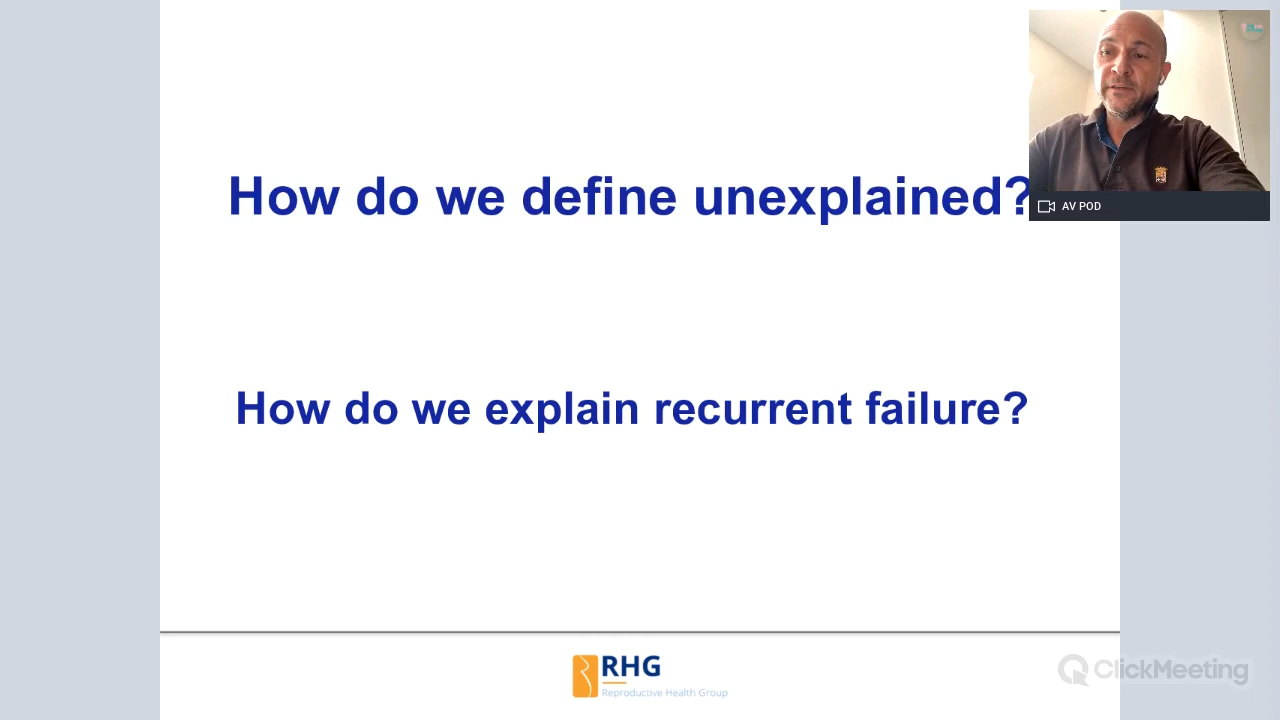 How do we define unexplained?
AV POD
How do we explain recurrent failure?
RHG
Reproductive Health Group
ClickMeeting